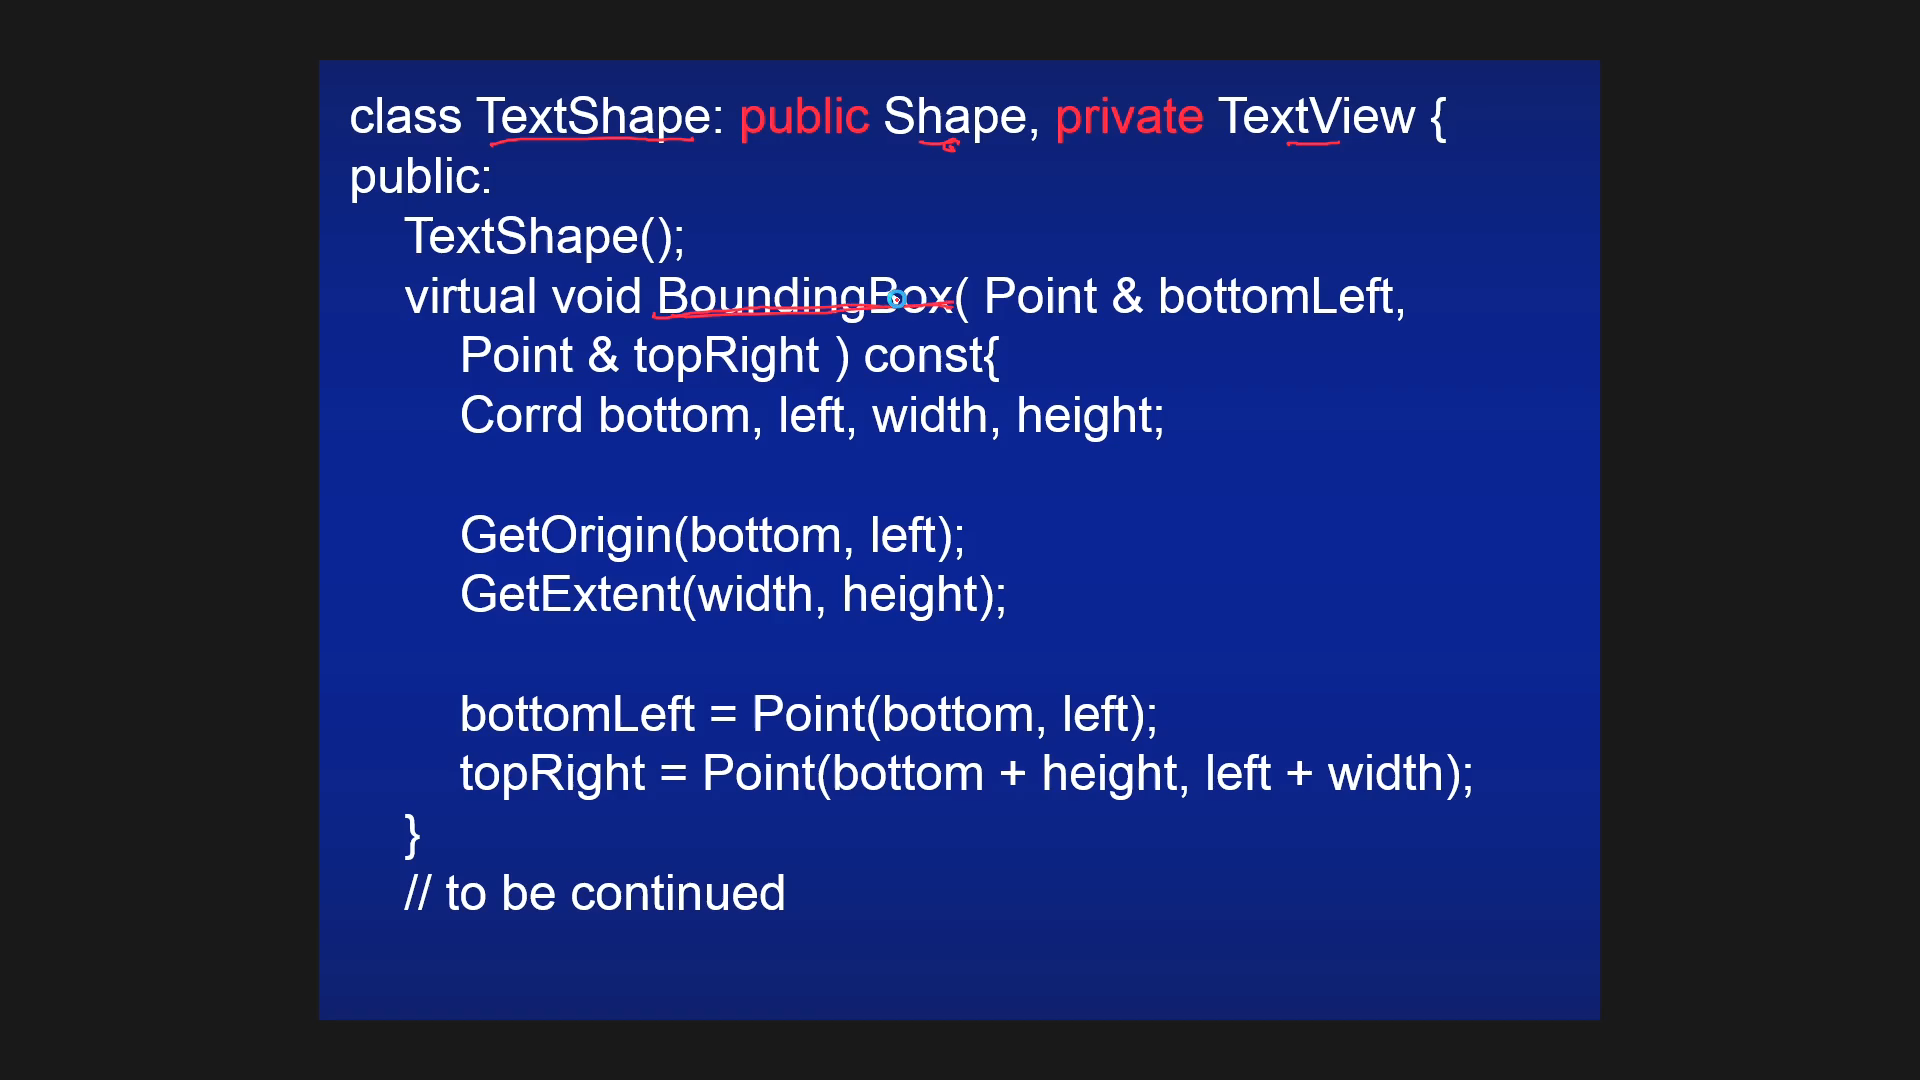 class TextShape: public Shape, private TextView {
public:
TextShape();
virtual void BoundingBox( Point & bottomLeft,
Point & topRight ) const{
Corrd bottom, left, width, height;
GetOrigin(bottom, left);
GetExtent(width, height);
bottomLeft = Point(bottom, left);
topRight = Point(bottom + height, left + width);
}
// to be continued